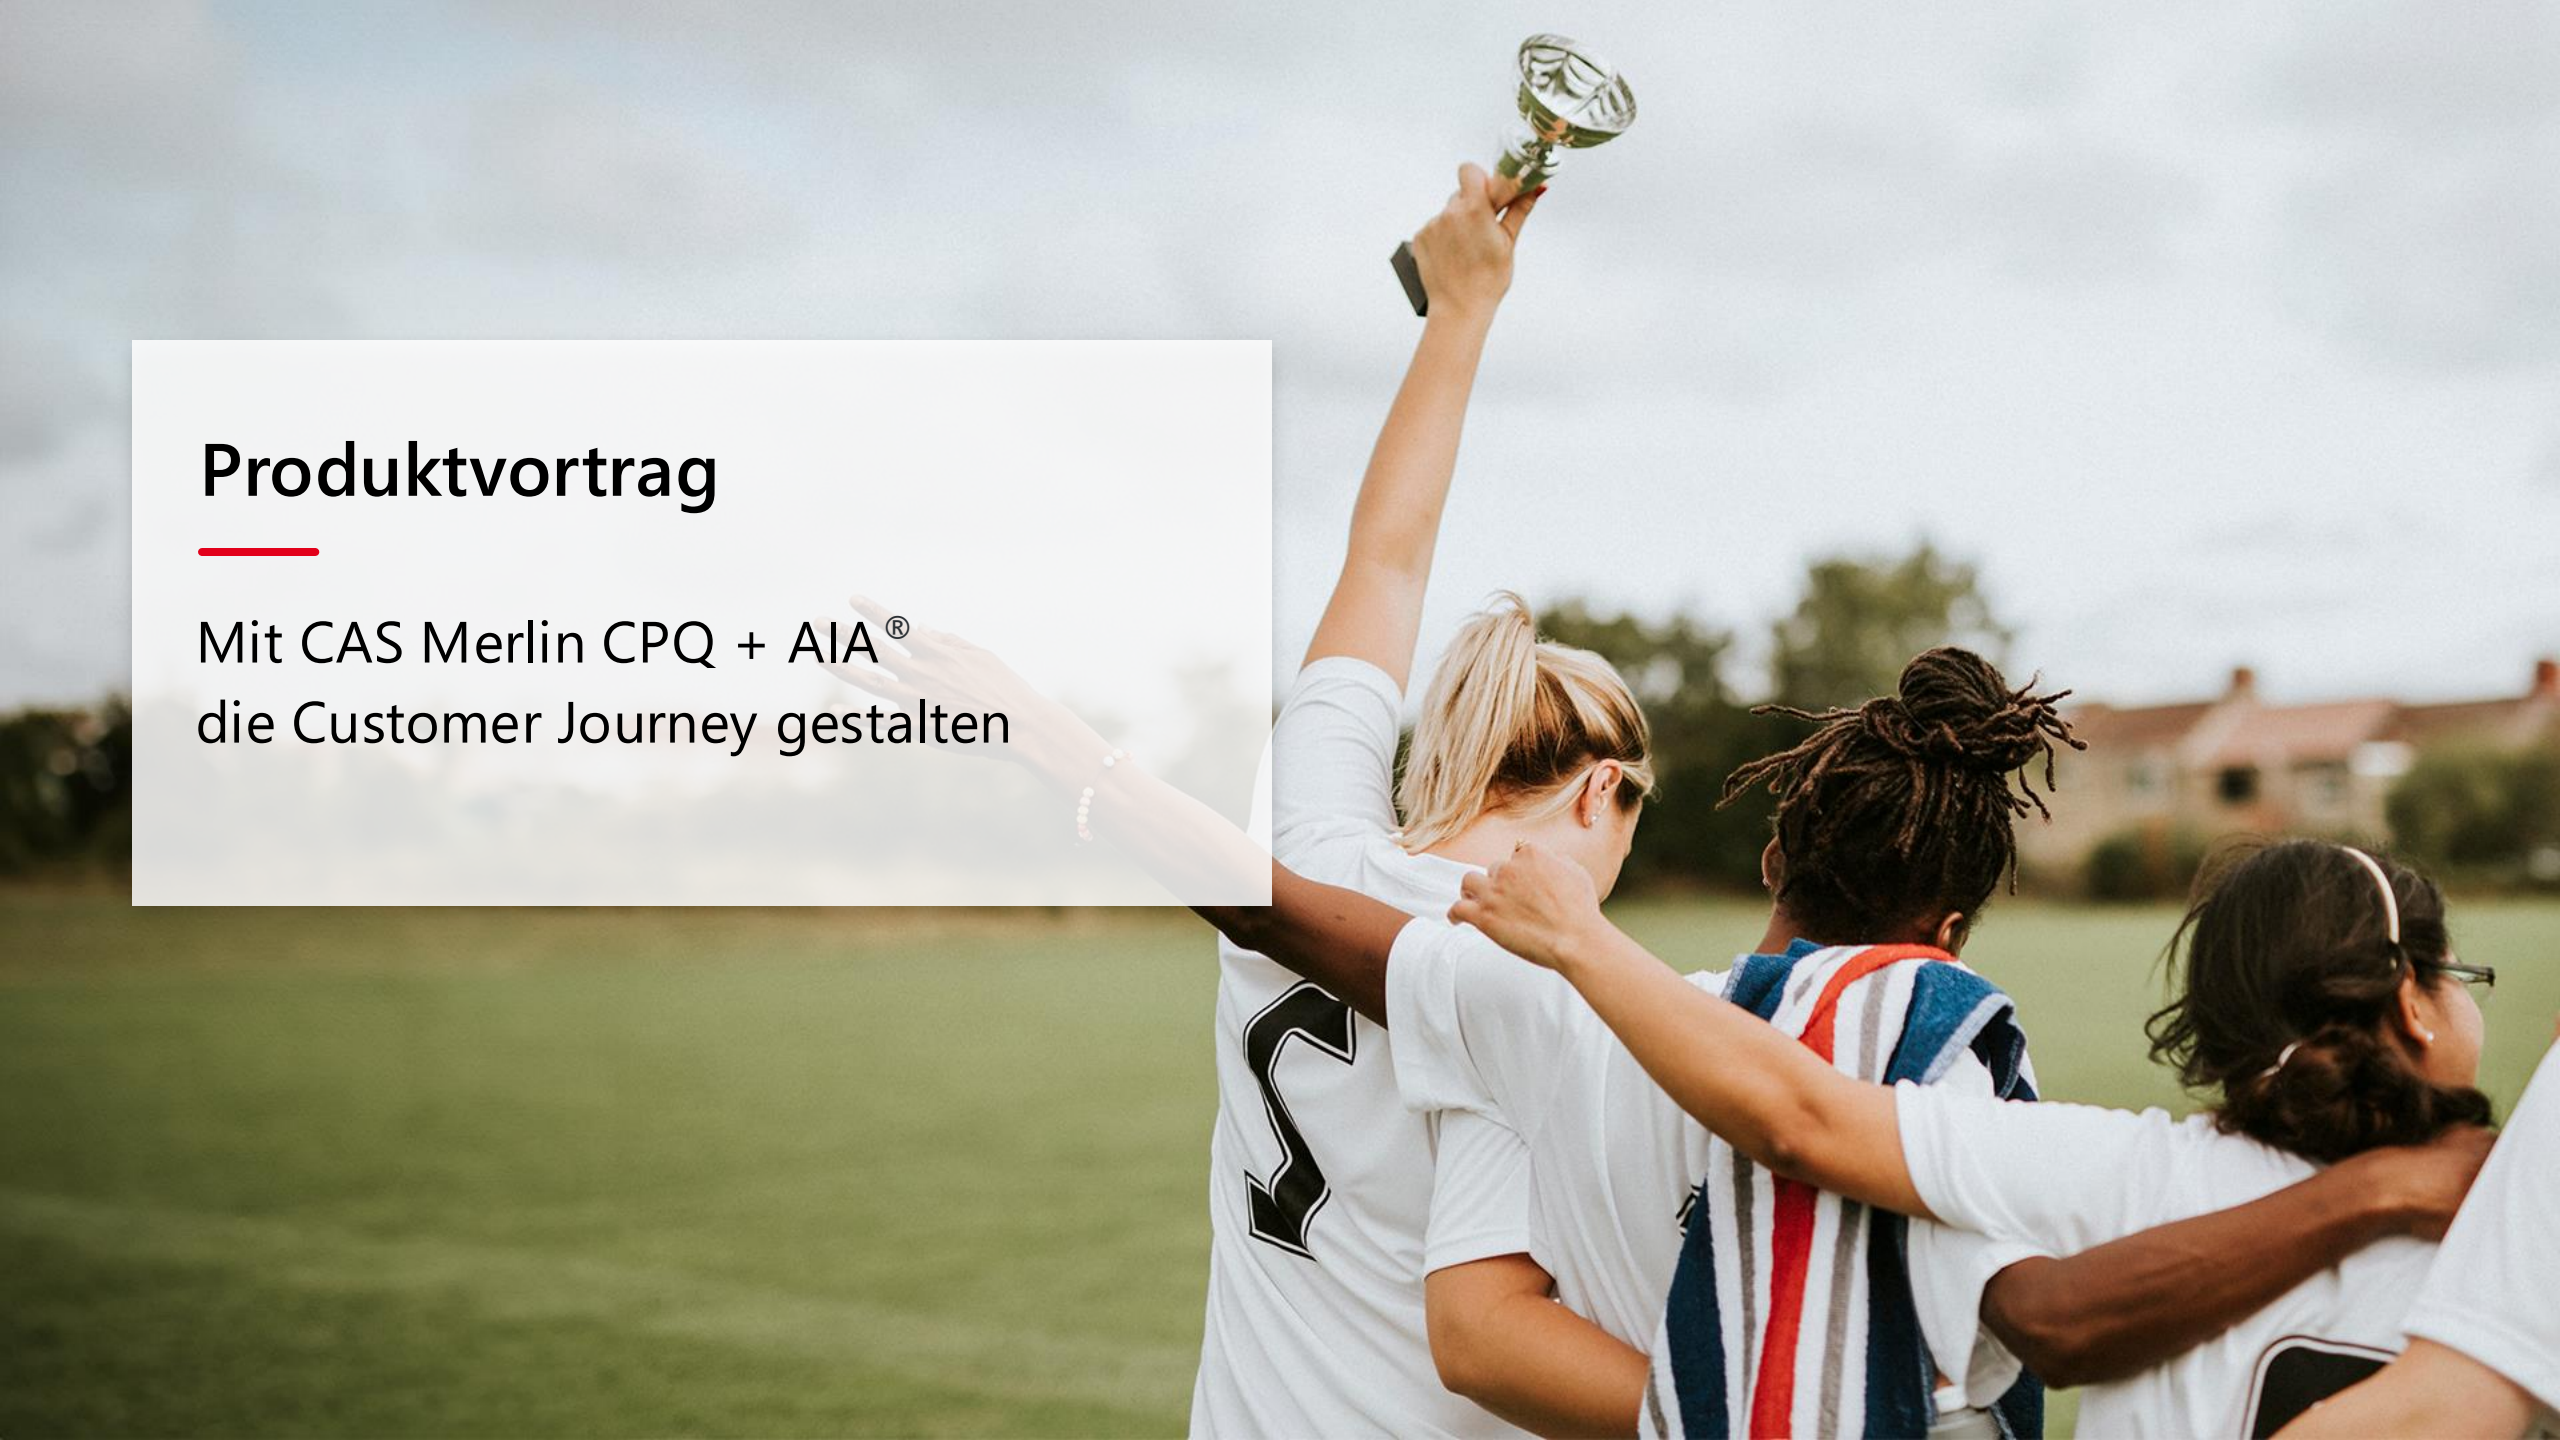 Produktvortrag
Mit CAS Merlin CPQ + AIA®
die Customer Journey gestalten